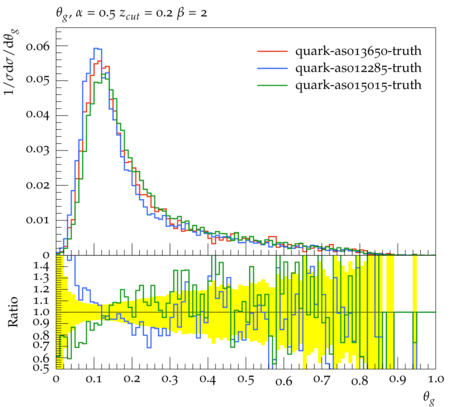 θg, α = 0.5 zcut = 0.2 β = 2
1/σdσ/dθg
0.06
0.05
0.04
0.03
0.02
0.01
0
quark-as013650-truth
quark-as012285-truth
quark-as015015-truth
Ratio
1.4
1.3
1.2
1.1
1.0
0.9
0.8
0.7
0.6
0.5
0 0.1 0.2 0.3 0.4 0.5 0.6 0.7 0.8 0.9 1.0
θg